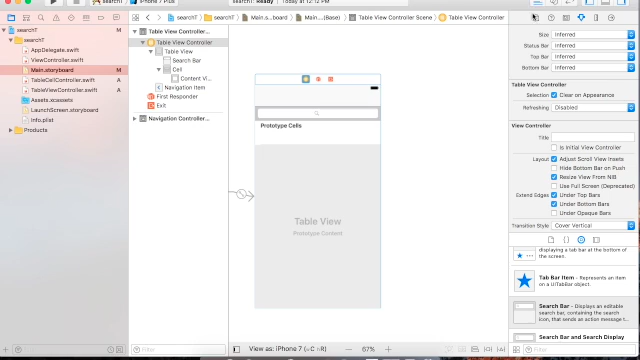 searchT
iPhone 7 Plus
searchT: Ready
Today at 12:12 PM
searchT
searchT
Main.st...board
Main....(Base)
Table View Controller Scene
Table View Controller
searchT
searchT
AppDelegate.swift
ViewController.swift
Main.storyboard
M
TableCellController.swift
A
TableViewController.swift
A
Assets.xcassets
LaunchScreen.storyboard
Info.plist
Products
Table View Controller...
Table View Controller
Table View
Search Bar
Cell
Content Vi...
Navigation Item
First Responder
Exit
Navigation Controller...
Prototype Cells
Table View
Prototype Content
Size Inferred
Status Bar Inferred
Top Bar Inferred
Bottom Bar Inferred
Table View Controller
Selection Clear on Appearance
Refreshing Disabled
View Controller
Title
Is Initial View Controller
Layout Adjust Scroll View Insets
Hide Bottom Bar on Push
Resize View From NIB
Use Full Screen (Deprecated)
Extend Edges Under Top Bars
Under Bottom Bars
Under Opaque Bars
Transition Style Cover Vertical
displaying a tab bar at the bottom of
the screen.
Tab Bar Item - Represents an
item on a UITabBar object.
Search Bar - Displays an editable
search bar, containing the search
icon, that sends an action message t
Search Bar and Search Display
Filter
View as: iPhone 7 (wC hR)
67%
Filter
Filter